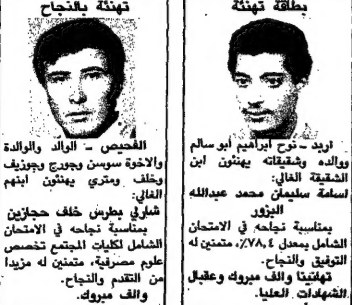 بطاقة تهنئة
اربد - نوح ابراهيم ابو سالم
ووالده وشقيقاته يهنئون ابن
الشقيقة الغالي:
اسامة سليمان محمد عبدالله
البزور
بمناسبة نجاحه في الامتحان
الشامل بمعدل ٧٨,٤٪، متمنين له
التوفيق والنجاح.
تهانينا والف مبروك وعقبال
الشهادات العليا.
تهنئة بالنجاح
الفحيص - الوالد والوالدة
والاخوة سوسن وجورج وجوزيف
وخلف ومتري يهنئون ابنهم
الغالي:
شارلي بطرس خلف حجازين
بمناسبة نجاحه في الامتحان
الشامل لكليات المجتمع تخصص
علوم مصرفية، متمنين له مزيدا
من التقدم والنجاح.
والف مبروك.